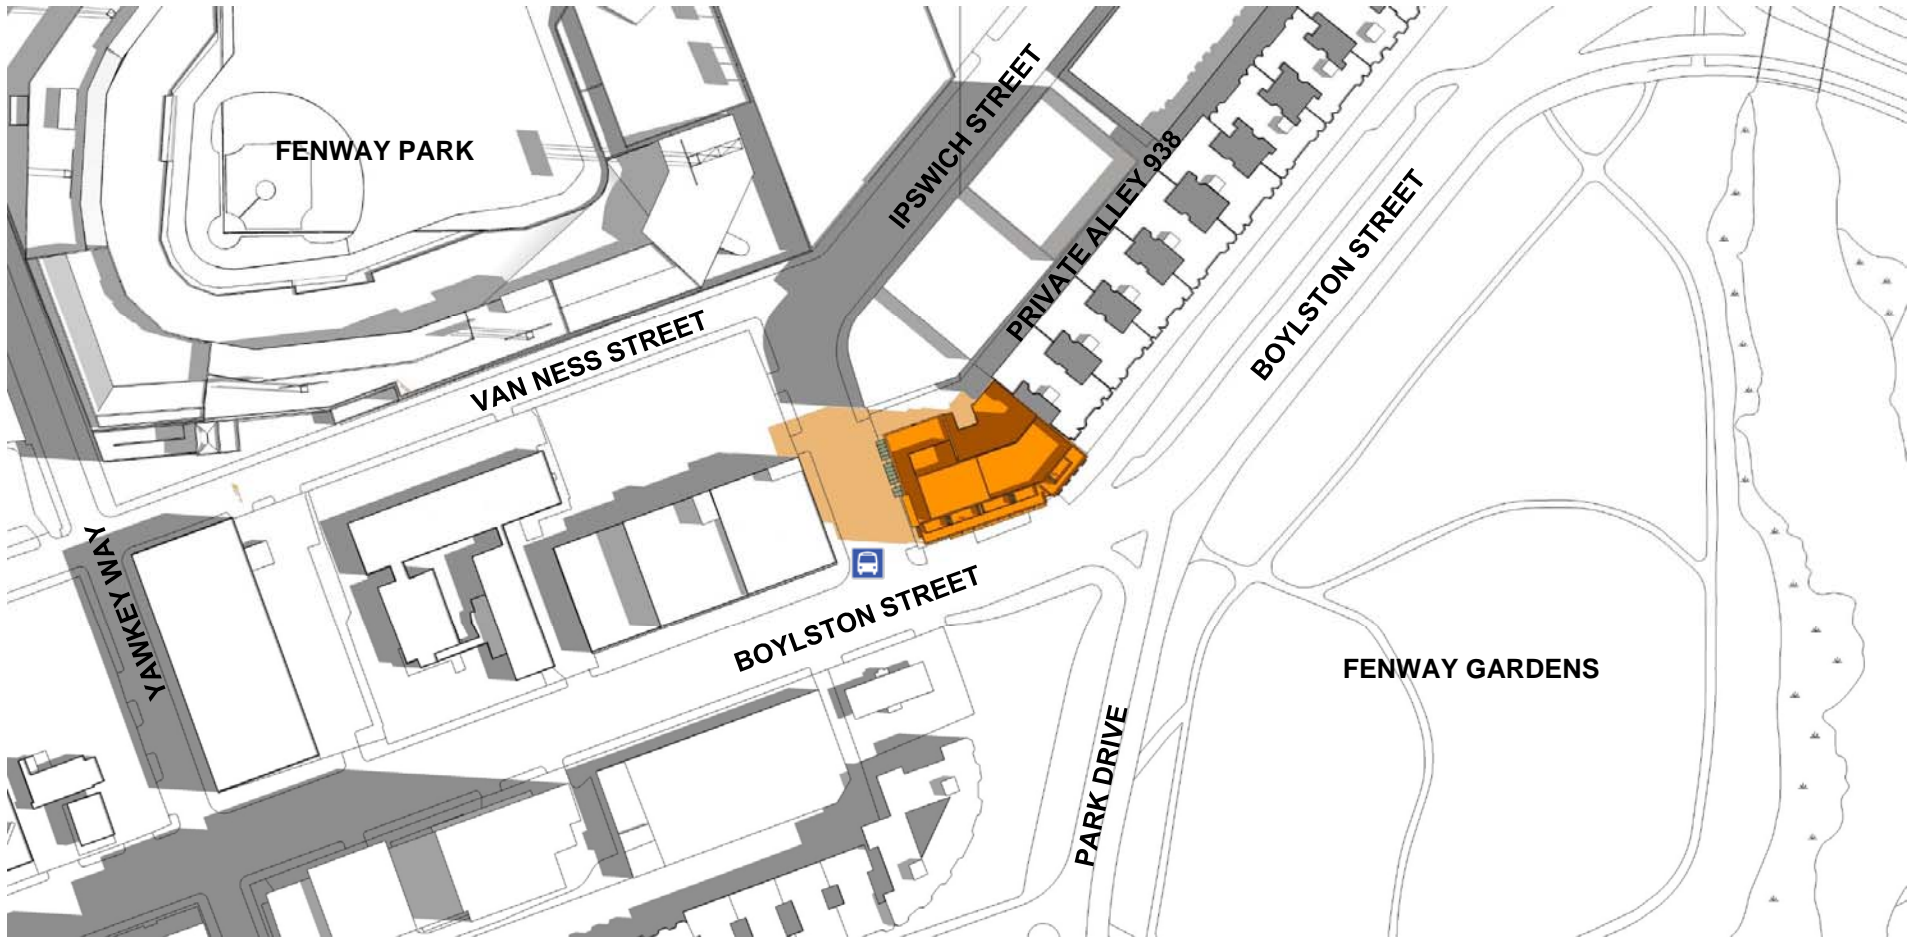 FENWAY PARK
IPSWICH STREET
PRIVATE ALLEY 938
BOYLSTON STREET
VAN NESS STREET
YAWKEY WAY
BOYLSTON STREET
FENWAY GARDENS
PARK DRIVE